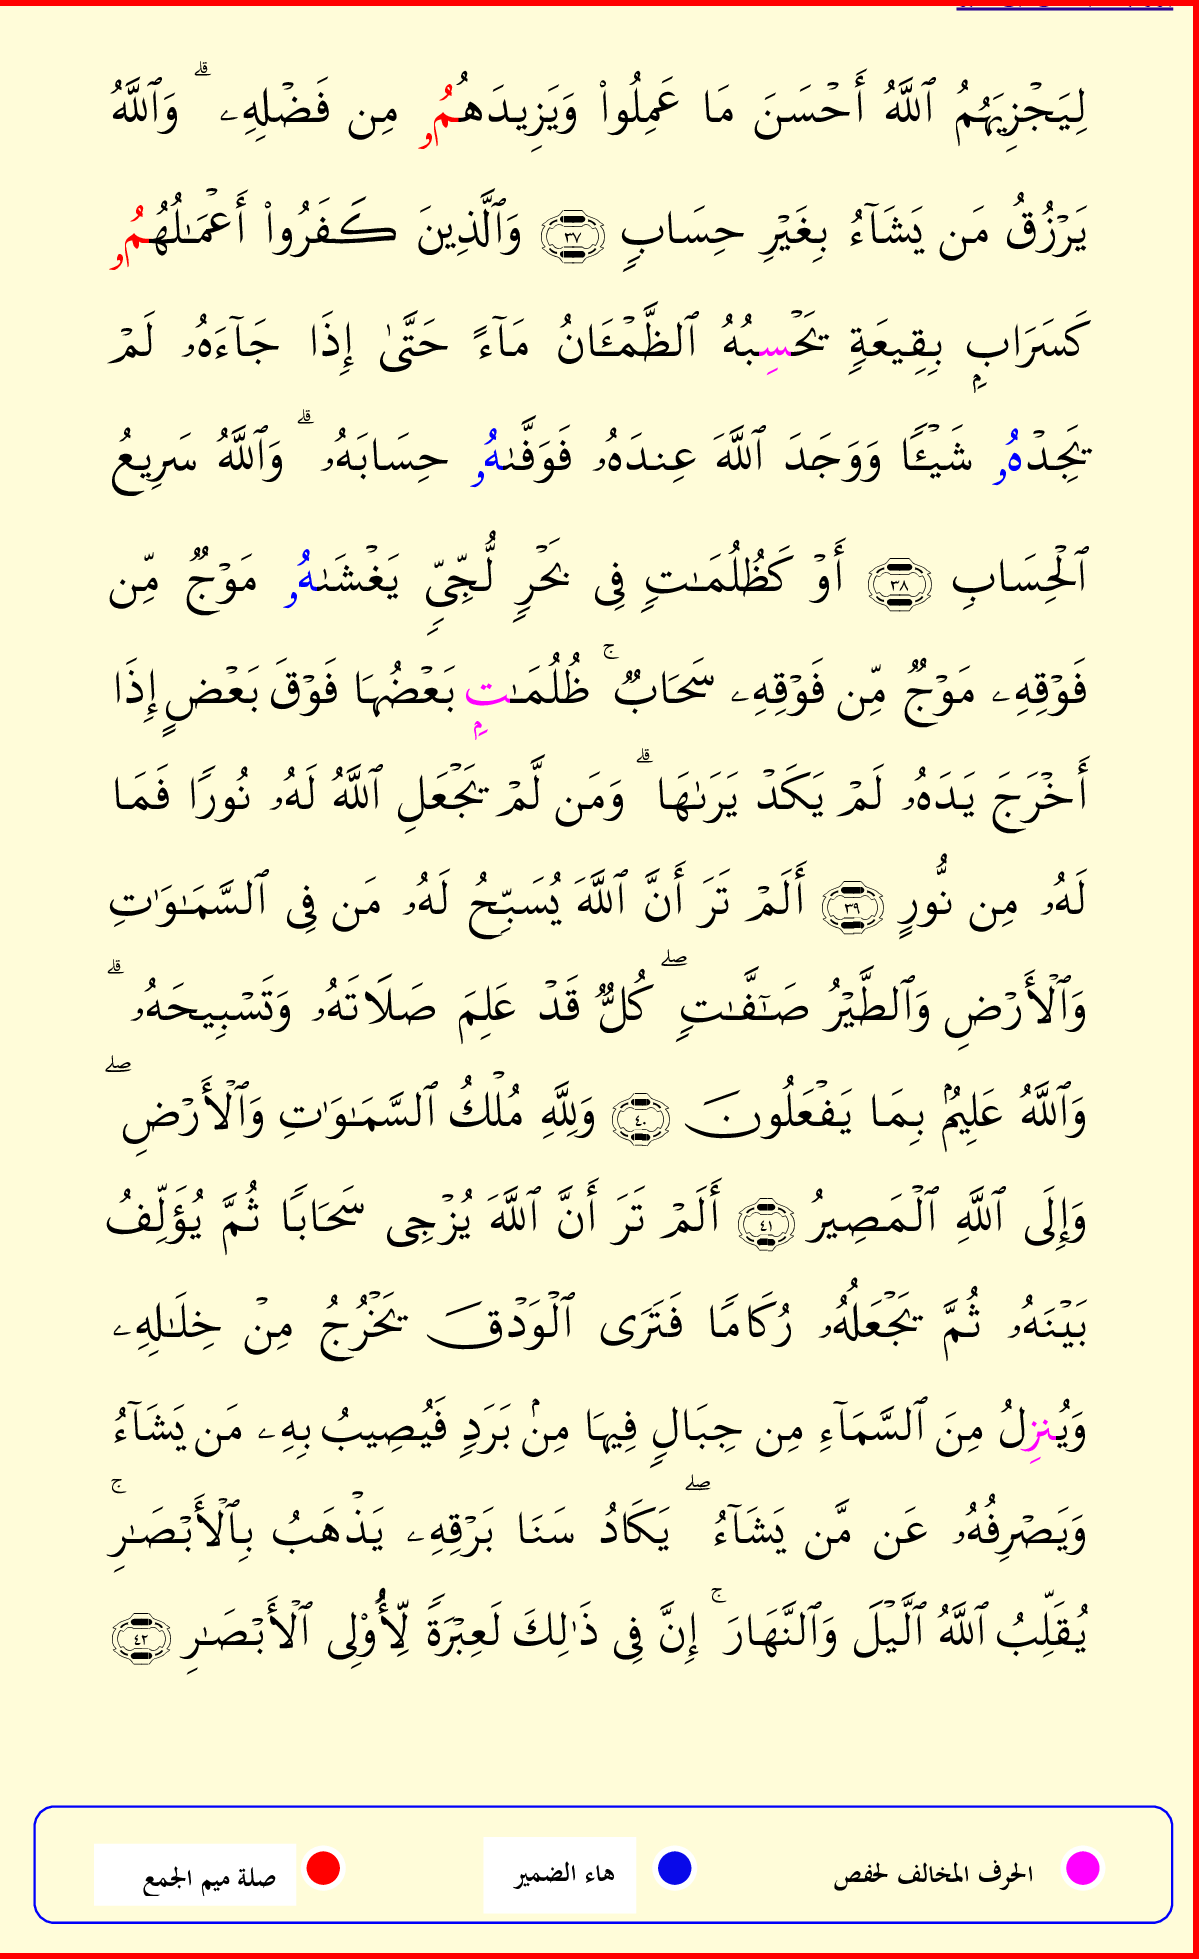 لِيَجۡزِيَهُمُ ٱللَّهُ أَحۡسَنَ مَا عَمِلُواْ وَيَزِيدَهُمُۥ مِن فَضۡلِهِۦ ۗ وَٱللَّهُ
يَرۡزُقُ مَن يَشَآءُ بِغَيۡرِ حِسَابٍ ٣٧ وَٱلَّذِينَ كَفَرُواْ أَعۡمَٰلُهُمُۥ
كَسَرَابِۭ بِقِيعَةٍ يَحۡسِبُهُ ٱلظَّمۡـَٔانُ مَآءً حَتَّىٰٓ إِذَا جَآءَهُۥ لَمۡ
يَجِدۡهُۥ شَيۡـًٔا وَوَجَدَ ٱللَّهَ عِندَهُۥ فَوَفَّىٰهُۥ حِسَابَهُۥ ۗ وَٱللَّهُ سَرِيعُ
ٱلۡحِسَابِ ٣٨ أَوۡ كَظُلُمَٰتٍ فِى بَحۡرٍ لُّجِّىٍّ يَغۡشَىٰهُۥ مَوۡجٌ مِّن
فَوۡقِهِۦ مَوۡجٌ مِّن فَوۡقِهِۦ سَحَابٌ ۚ ظُلُمَٰتِۭ بَعۡضُهَا فَوۡقَ بَعۡضٍ إِذَا
أَخۡرَجَ يَدَهُۥ لَمۡ يَكَدۡ يَرَىٰهَا ۗ وَمَن لَّمۡ يَجۡعَلِ ٱللَّهُ لَهُۥ نُورًا فَمَا
لَهُۥ مِن نُّورٍ ٣٩ أَلَمۡ تَرَ أَنَّ ٱللَّهَ يُسَبِّحُ لَهُۥ مَن فِى ٱلسَّمَٰوَٰتِ
وَٱلۡأَرۡضِ وَٱلطَّيۡرُ صَٰٓفَّٰتٍ ۖ كُلٌّ قَدۡ عَلِمَ صَلَاتَهُۥ وَتَسۡبِيحَهُۥ ۗ
وَٱللَّهُ عَلِيمُۢ بِمَا يَفۡعَلُونَ ٤٠ وَلِلَّهِ مُلۡكُ ٱلسَّمَٰوَٰتِ وَٱلۡأَرۡضِ ۖ
وَإِلَى ٱللَّهِ ٱلۡمَصِيرُ ٤١ أَلَمۡ تَرَ أَنَّ ٱللَّهَ يُزۡجِى سَحَابًا ثُمَّ يُؤَلِّفُ
بَيۡنَهُۥ ثُمَّ يَجۡعَلُهُۥ رُكَامًا فَتَرَى ٱلۡوَدۡقَ يَخۡرُجُ مِنۡ خِلَٰلِهِۦ
وَيُنزِلُ مِنَ ٱلسَّمَآءِ مِن جِبَالٍ فِيهَا مِنۢ بَرَدٍ فَيُصِيبُ بِهِۦ مَن يَشَآءُ
وَيَصۡرِفُهُۥ عَن مَّن يَشَآءُ ۖ يَكَادُ سَنَا بَرۡقِهِۦ يَذۡهَبُ بِٱلۡأَبۡصَٰرِ ۚ
يُقَلِّبُ ٱللَّهُ ٱلَّيۡلَ وَٱلنَّهَارَ ۚ إِنَّ فِى ذَٰلِكَ لَعِبۡرَةً لِّأُوْلِى ٱلۡأَبۡصَٰرِ ٤٢
الحرف المخالف لحفص هاء الضمير صلة ميم الجمع